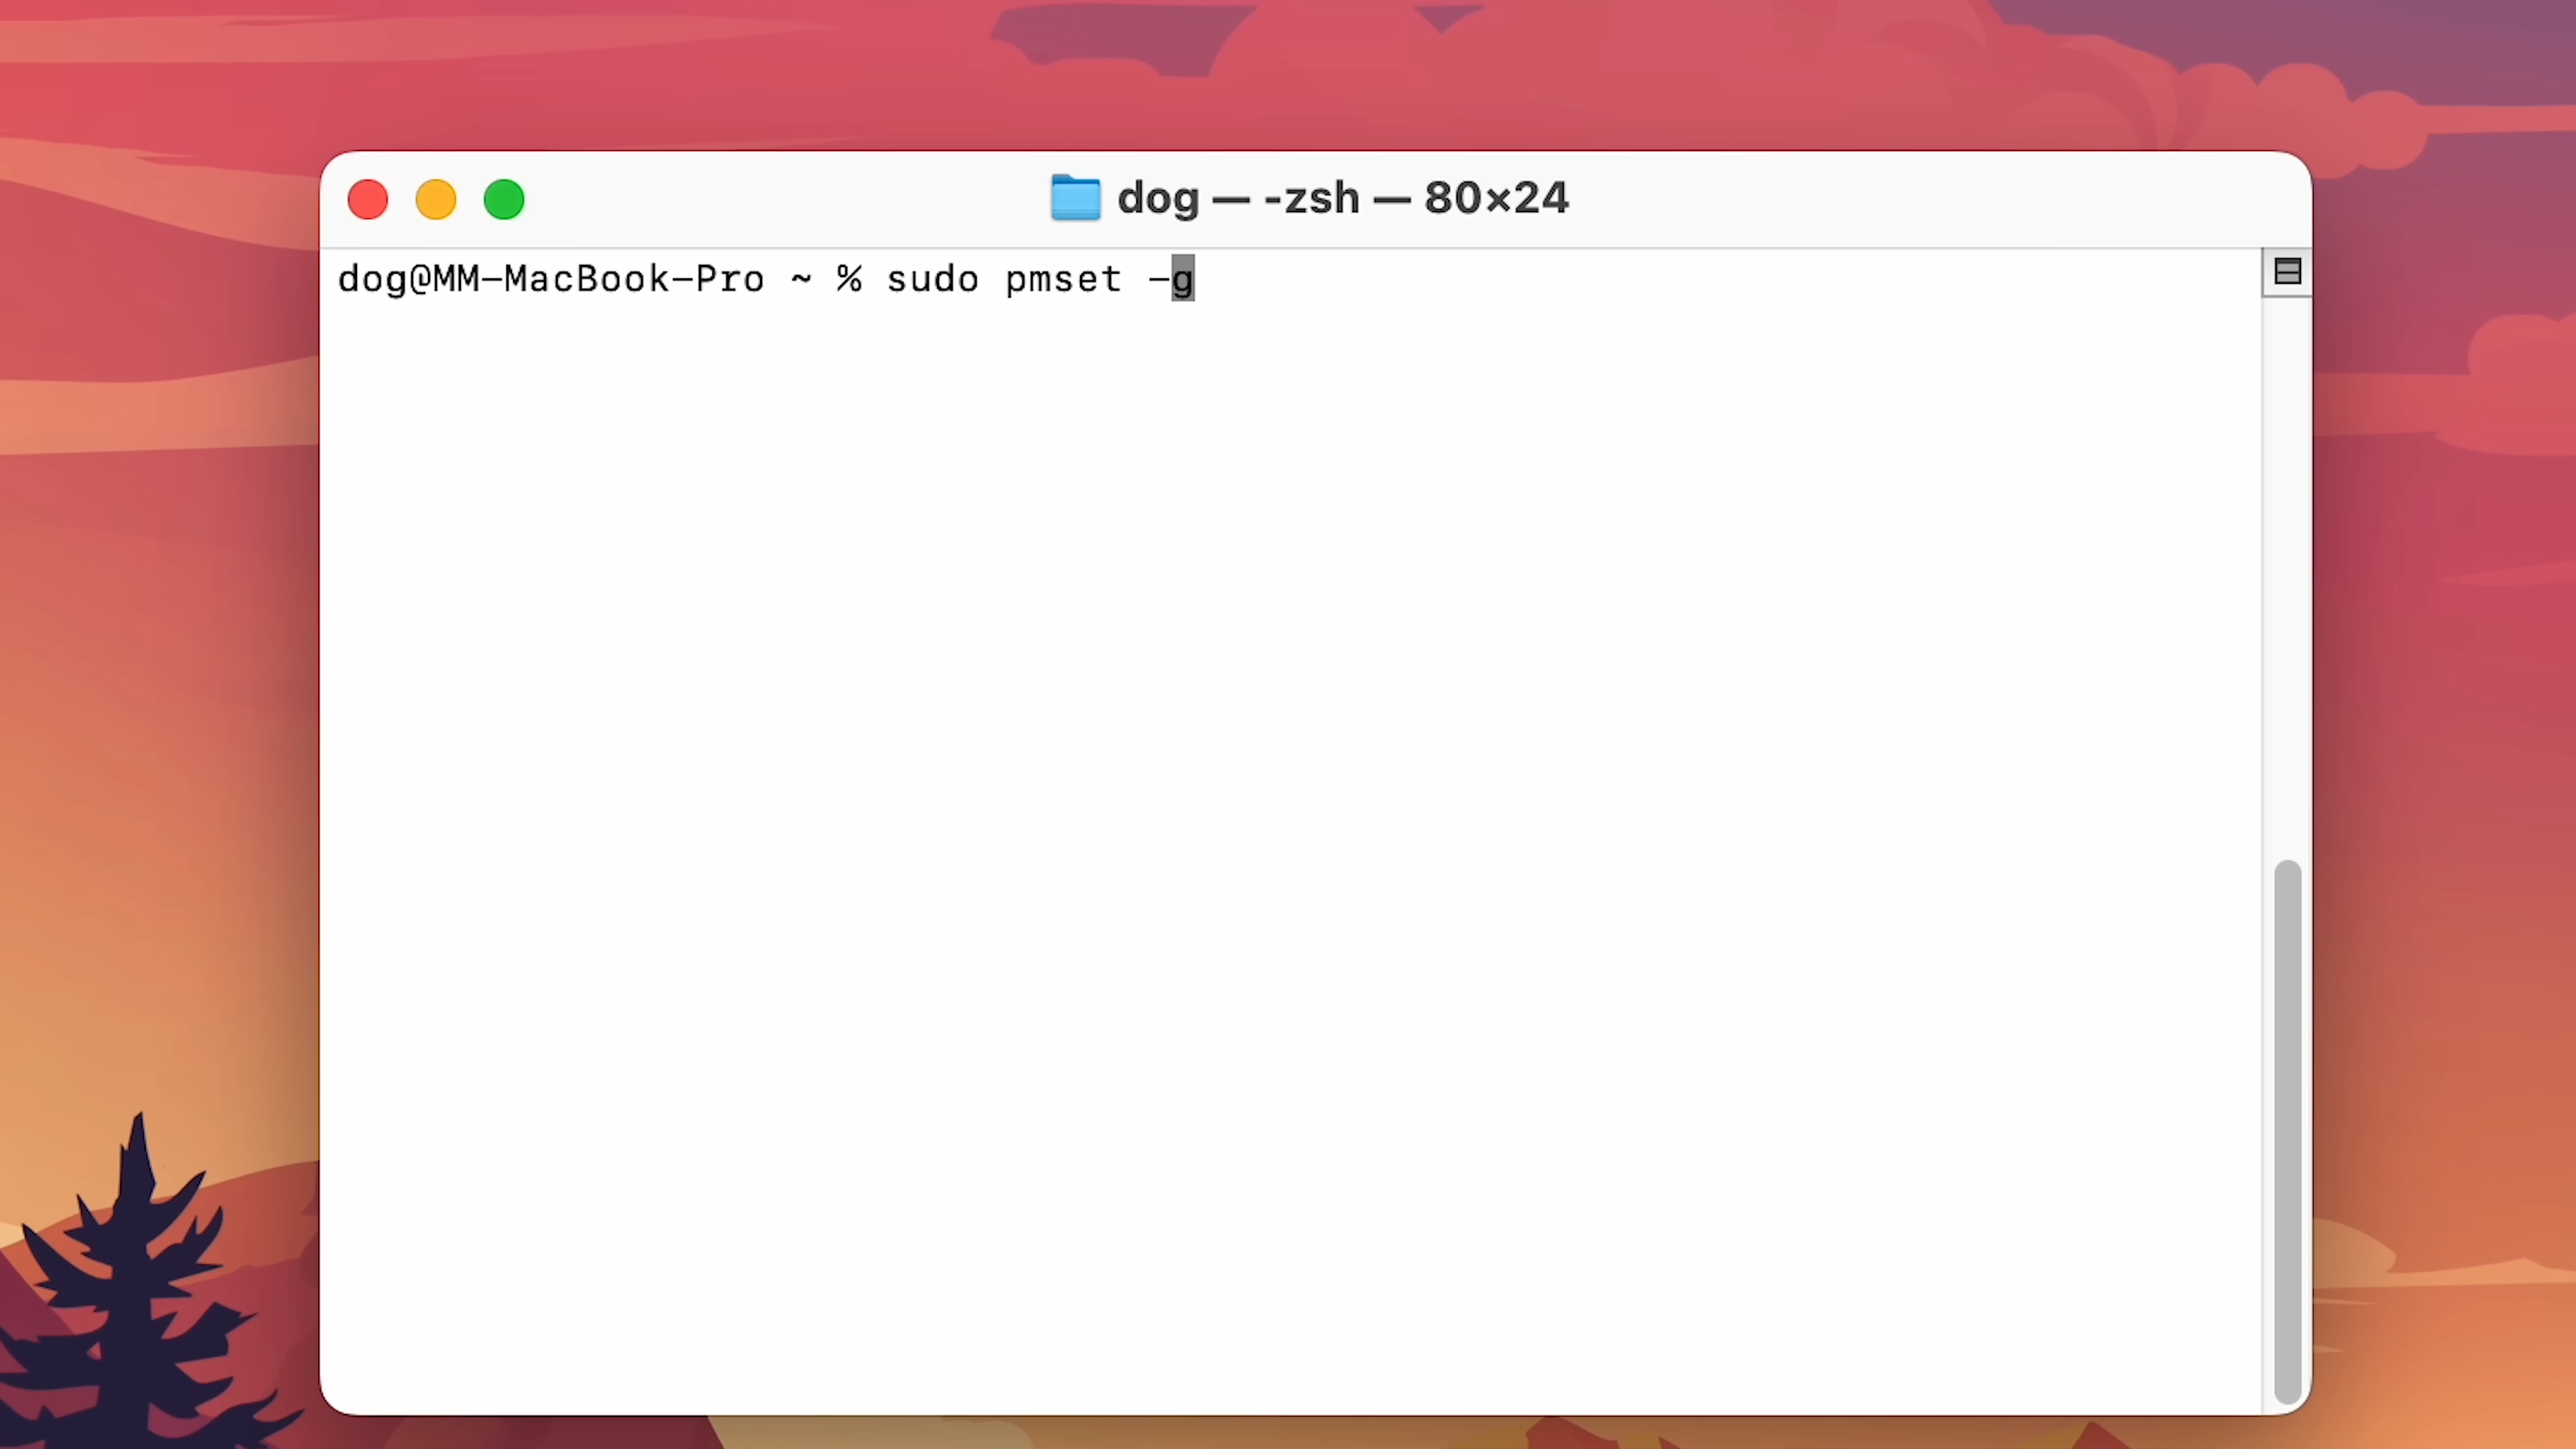 dog — -zsh — 80×24
dog@MM-MacBook-Pro ~ % sudo pmset -g